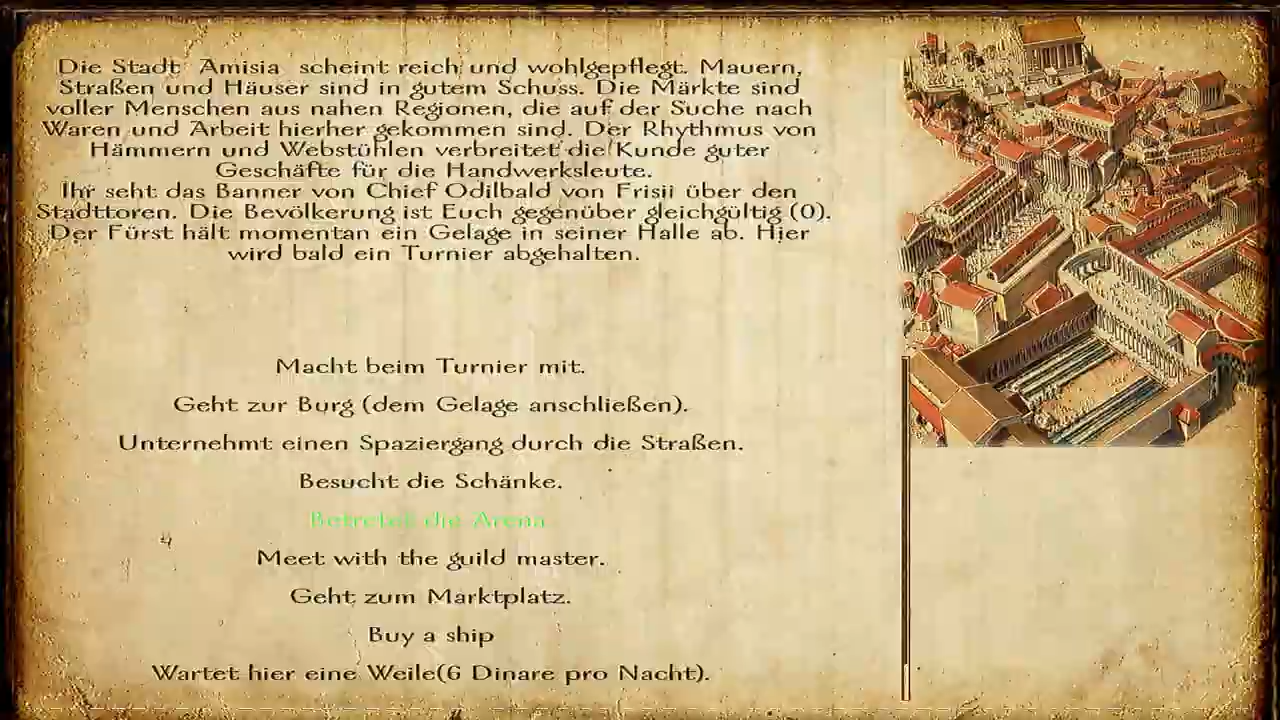 Die Stadt Amisia scheint reich und wohlgepflegt. Mauern,
Straßen und Häuser sind in gutem Schuss. Die Märkte sind
voller Menschen aus nahen Regionen, die auf der Suche nach
Waren und Arbeit hierher gekommen sind. Der Rhythmus von
Hämmern und Webstühlen verbreitet die Kunde guter
Geschäfte für die Handwerksleute.
Ihr seht das Banner von Chief Odilbald von Frisii über den
Stadttoren. Die Bevölkerung ist Euch gegenüber gleichgültig (0).
Der Fürst hält momentan ein Gelage in seiner Halle ab. Hier
wird bald ein Turnier abgehalten.
Macht beim Turnier mit.
Geht zur Burg (dem Gelage anschließen).
Unternehmt einen Spaziergang durch die Straßen.
Besucht die Schänke.
Betretet die Arena
Meet with the guild master.
Geht zum Marktplatz.
Buy a ship
Wartet hier eine Weile(6 Dinare pro Nacht).